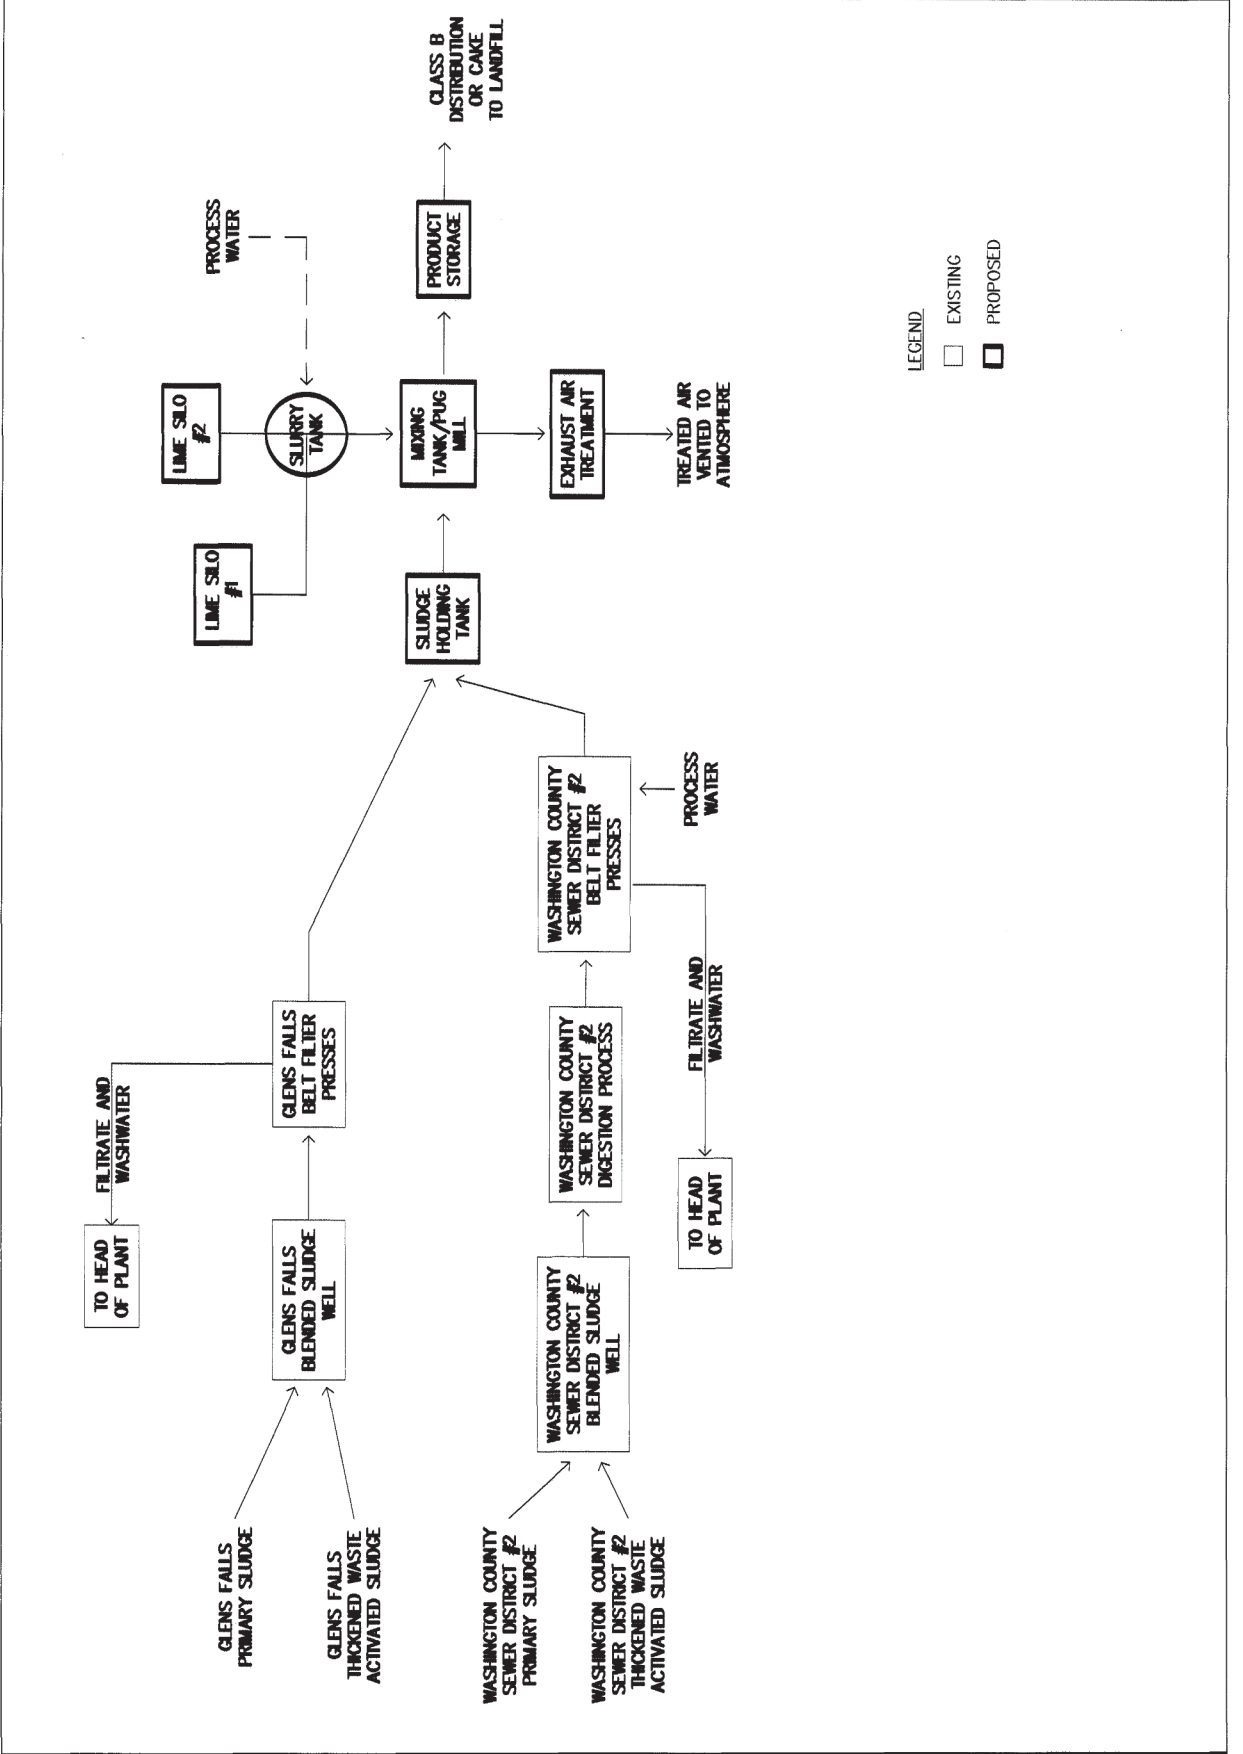 GLENS FALLS
PRIMARY SLUDGE
GLENS FALLS
THICKENED WASTE
ACTIVATED SLUDGE
WASHINGTON COUNTY
SEWER DISTRICT #2
PRIMARY SLUDGE
WASHINGTON COUNTY
SEWER DISTRICT #2
THICKENED WASTE
ACTIVATED SLUDGE
TO HEAD
OF PLANT
FILTRATE AND
WASHWATER
GLENS FALLS
BLENDED SLUDGE
WELL
GLENS FALLS
BELT FILTER
PRESSES
WASHINGTON COUNTY
SEWER DISTRICT #2
BLENDED SLUDGE
WELL
WASHINGTON COUNTY
SEWER DISTRICT #2
DIGESTION PROCESS
WASHINGTON COUNTY
SEWER DISTRICT #2
BELT FILTER
PRESSES
TO HEAD
OF PLANT
FILTRATE AND
WASHWATER
PROCESS
WATER
LIME SILO
#1
LIME SILO
#2
SLURRY
TANK
PROCESS
WATER
SLUDGE
HOLDING
TANK
MIXING
TANK/PUG
MILL
PRODUCT
STORAGE
CLASS B
DISTRIBUTION
OR CAKE
TO LANDFILL
EXHAUST AIR
TREATMENT
TREATED AIR
VENTED TO
ATMOSPHERE
LEGEND
EXISTING
PROPOSED